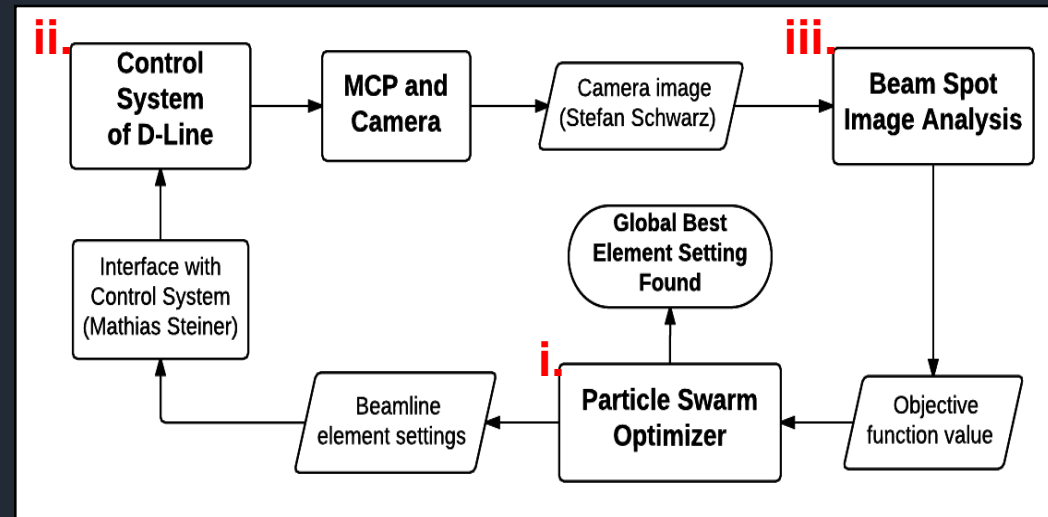 ii.
Control
System
of D-Line
MCP and
Camera
Camera image
(Stefan Schwarz)
iii.
Beam Spot
Image Analysis
Interface with
Control System
(Mathias Steiner)
Global Best
Element Setting
Found
i.
Particle Swarm
Optimizer
Beamline
element settings
Objective
function value